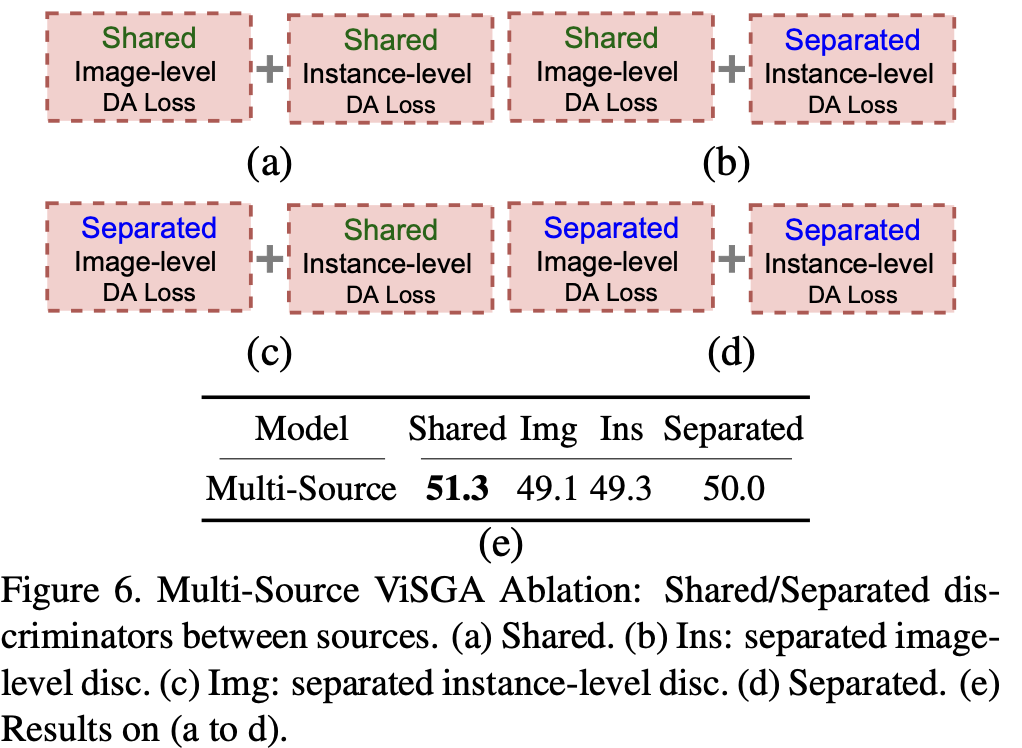 Shared Image-level DA Loss + Shared Instance-level DA Loss
(a)
Shared Image-level DA Loss + Separated Instance-level DA Loss
(b)
Separated Image-level DA Loss + Shared Instance-level DA Loss
(c)
Separated Image-level DA Loss + Separated Instance-level DA Loss
(d)
Model Shared Img Ins Separated
Multi-Source 51.3 49.1 49.3 50.0
(e)
Figure 6. Multi-Source ViSGA Ablation: Shared/Separated dis-
criminators between sources. (a) Shared. (b) Ins: separated image-
level disc. (c) Img: separated instance-level disc. (d) Separated. (e)
Results on (a to d).